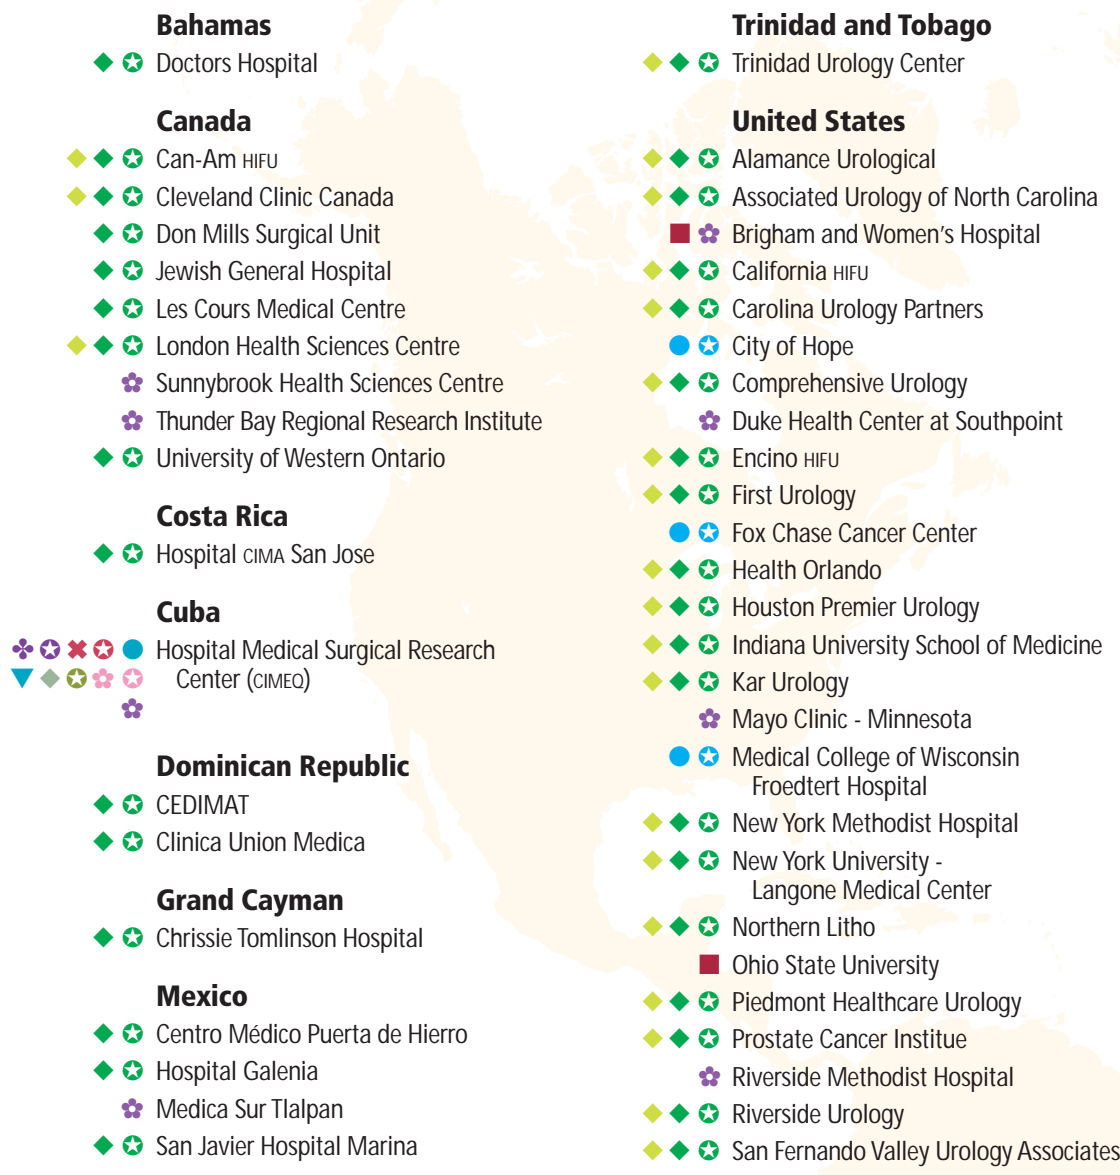 Bahamas
Doctors Hospital
Canada
Can-Am HIFU
Cleveland Clinic Canada
Don Mills Surgical Unit
Jewish General Hospital
Les Cours Medical Centre
London Health Sciences Centre
Sunnybrook Health Sciences Centre
Thunder Bay Regional Research Institute
University of Western Ontario
Costa Rica
Hospital CIMA San Jose
Cuba
Hospital Medical Surgical Research
Center (CIMEQ)
Dominican Republic
CEDIMAT
Clinica Union Medica
Grand Cayman
Chrissie Tomlinson Hospital
Mexico
Centro Médico Puerta de Hierro
Hospital Galenia
Medica Sur Tlalpan
San Javier Hospital Marina
Trinidad and Tobago
Trinidad Urology Center
United States
Alamance Urological
Associated Urology of North Carolina
Brigham and Women's Hospital
California HIFU
Carolina Urology Partners
City of Hope
Comprehensive Urology
Duke Health Center at Southpoint
Encino HIFU
First Urology
Fox Chase Cancer Center
Health Orlando
Houston Premier Urology
Indiana University School of Medicine
Kar Urology
Mayo Clinic - Minnesota
Medical College of Wisconsin
Froedtert Hospital
New York Methodist Hospital
New York University -
Langone Medical Center
Northern Litho
Ohio State University
Piedmont Healthcare Urology
Prostate Cancer Institue
Riverside Methodist Hospital
Riverside Urology
San Fernando Valley Urology Associates